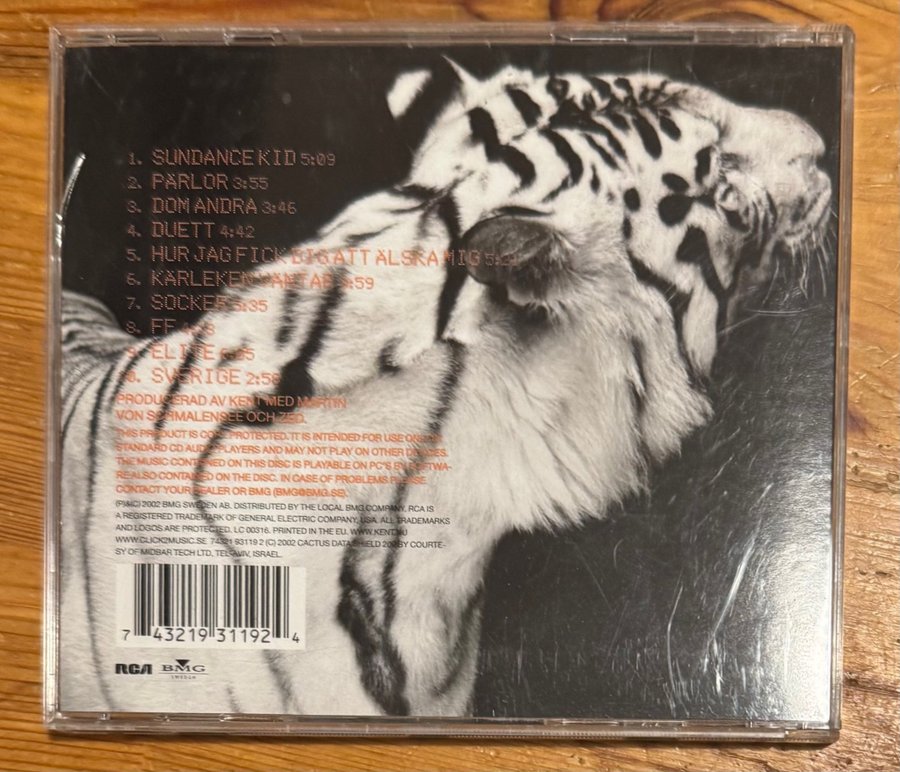 1. SUNDANCE KID 5:09
2. PÄRLOR 3:55
3. DOM ANDRA 3:46
4. DUETT 4:42
5. HUR JAG FICK DIG ATT ÄLSKA MIG
6. KÄRLEKEN VÄNTAR :59
7. SOCKER 5:35
8. FF
9. ELITE
0. SVERIGE 2:58
PRODUCERAD AV KENT MED MARTIN
VON SCHMALENSEE OCH ZED.
THIS PRODUCT IS COPY PROTECTED. IT IS INTENDED FOR USE ONLY IN
STANDARD CD AUDIO PLAYERS AND MAY NOT PLAY ON OTHER DEVICES.
THE MUSIC CONTAINED ON THIS DISC IS PLAYABLE ON PC'S BY SOFTWA-
RE ALSO CONTAINED ON THE DISC. IN CASE OF PROBLEMS PLEASE
CONTACT YOUR DEALER OR BMG (BMG@BMG.SE).
(P)&(C) 2002 BMG SWEDEN AB. DISTRIBUTED BY THE LOCAL BMG COMPANY. RCA IS
A REGISTERED TRADEMARK OF GENERAL ELECTRIC COMPANY, USA. ALL TRADEMARKS
AND LOGOS ARE PROTECTED. LC 00316. PRINTED IN THE EU. WWW.KENT.NU
WWW.CLICK2MUSIC.SE 74321 93119 2 (C) 2002 CACTUS DATA SHIELD 200 BY COURTE-
SY OF MIDBAR TECH LTD, TEL-AVIV, ISRAEL.
7 43219 31192 4
RCA BMG
SWEDEN